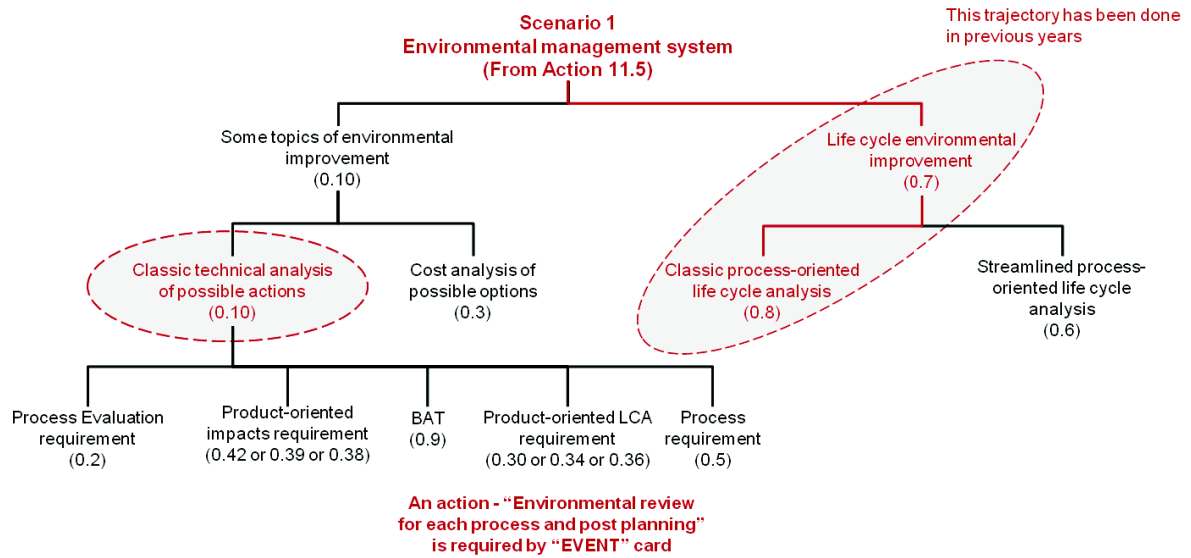 Scenario 1
Environmental management system
(From Action 11.5)
This trajectory has been done
in previous years
Some topics of environmental
improvement
(0.10)
Life cycle environmental
improvement
(0.7)
Classic technical analysis
of possible actions
(0.10)
Cost analysis of
possible options
(0.3)
Classic process-oriented
life cycle analysis
(0.8)
Streamlined process-
oriented life cycle
analysis
(0.6)
Process Evaluation
requirement
(0.2)
Product-oriented
impacts requirement
(0.42 or 0.39 or 0.38)
BAT
(0.9)
Product-oriented LCA
requirement
(0.30 or 0.34 or 0.36)
Process
requirement
(0.5)
An action - “Environmental review
for each process and post planning”
is required by “EVENT” card